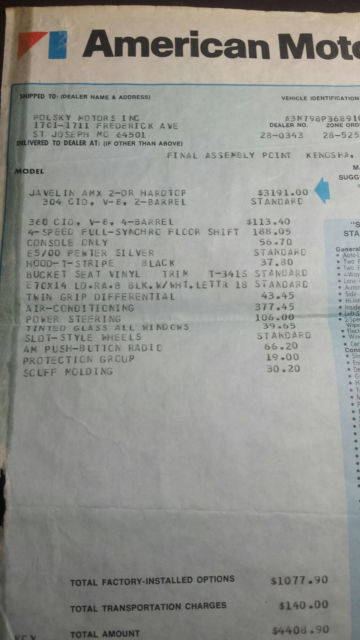 American Moto
SHIPPED TO: (DEALER NAME & ADDRESS) VEHICLE IDENTIFICATION
POLSKY MOTORS INC A3M798P36891
1701-1711 FREDERICK AVE DEALER NO. ZONE ORD
ST JOSEPH MO 64501 28-0343 28-525
DELIVERED TO DEALER AT: (IF OTHER THAN ABOVE)
FINAL ASSEMBLY POINT KENOSHA,
MODEL
SUGG
JAVELIN AMX 2-DR HARDTOP $3191.00
304 CID. V-8, 2-BARREL STANDARD
360 CID. V-8, 4-BARREL $113.40
4-SPEED FULL-SYNCHRO FLOOR SHIFT 188.05
CONSOLE ONLY 56.70
E5/00 PEWTER SILVER STANDARD
HOOD-T-STRIPE BLACK 37.80
BUCKET SEAT VINYL TRIM T-341S STANDARD
E70X14 LD.RA.B BLK.W/WHT.LETTR 18 STANDARD
TWIN GRIP DIFFERENTIAL 43.45
AIR-CONDITIONING 377.45
POWER STEERING 106.00
TINTED GLASS ALL WINDOWS 39.65
SLOT-STYLE WHEELS STANDARD
AM PUSH-BUTTON RADIO 66.20
PROTECTION GROUP 19.00
SCUFF MOLDING 30.20
TOTAL FACTORY-INSTALLED OPTIONS $1077.90
TOTAL TRANSPORTATION CHARGES $140.00
TOTAL AMOUNT $4408.90